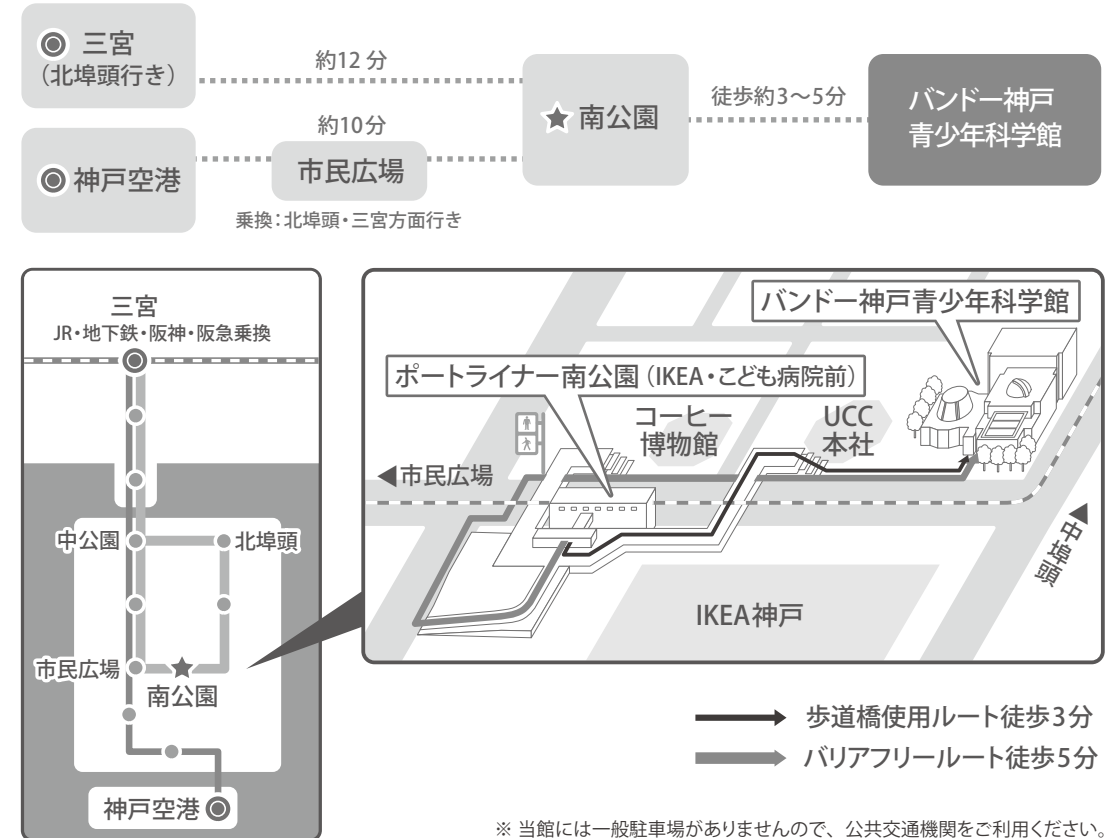 三宮
（北埠頭行き）
約12 分
神戸空港
約10分
市民広場
乗換：北埠頭・三宮方面行き
南公園
徒歩約3〜5分
バンドー神戸
青少年科学館
三宮
JR・地下鉄・阪神・阪急乗換
中公園
北埠頭
市民広場
南公園
神戸空港
バンドー神戸青少年科学館
ポートライナー南公園（IKEA・こども病院前）
コーヒー
博物館
UCC
本社
◀市民広場
◀中埠頭
IKEA神戸
歩道橋使用ルート徒歩3分
バリアフリールート徒歩5分
※ 当館には一般駐車場がありませんので、公共交通機関をご利用ください。